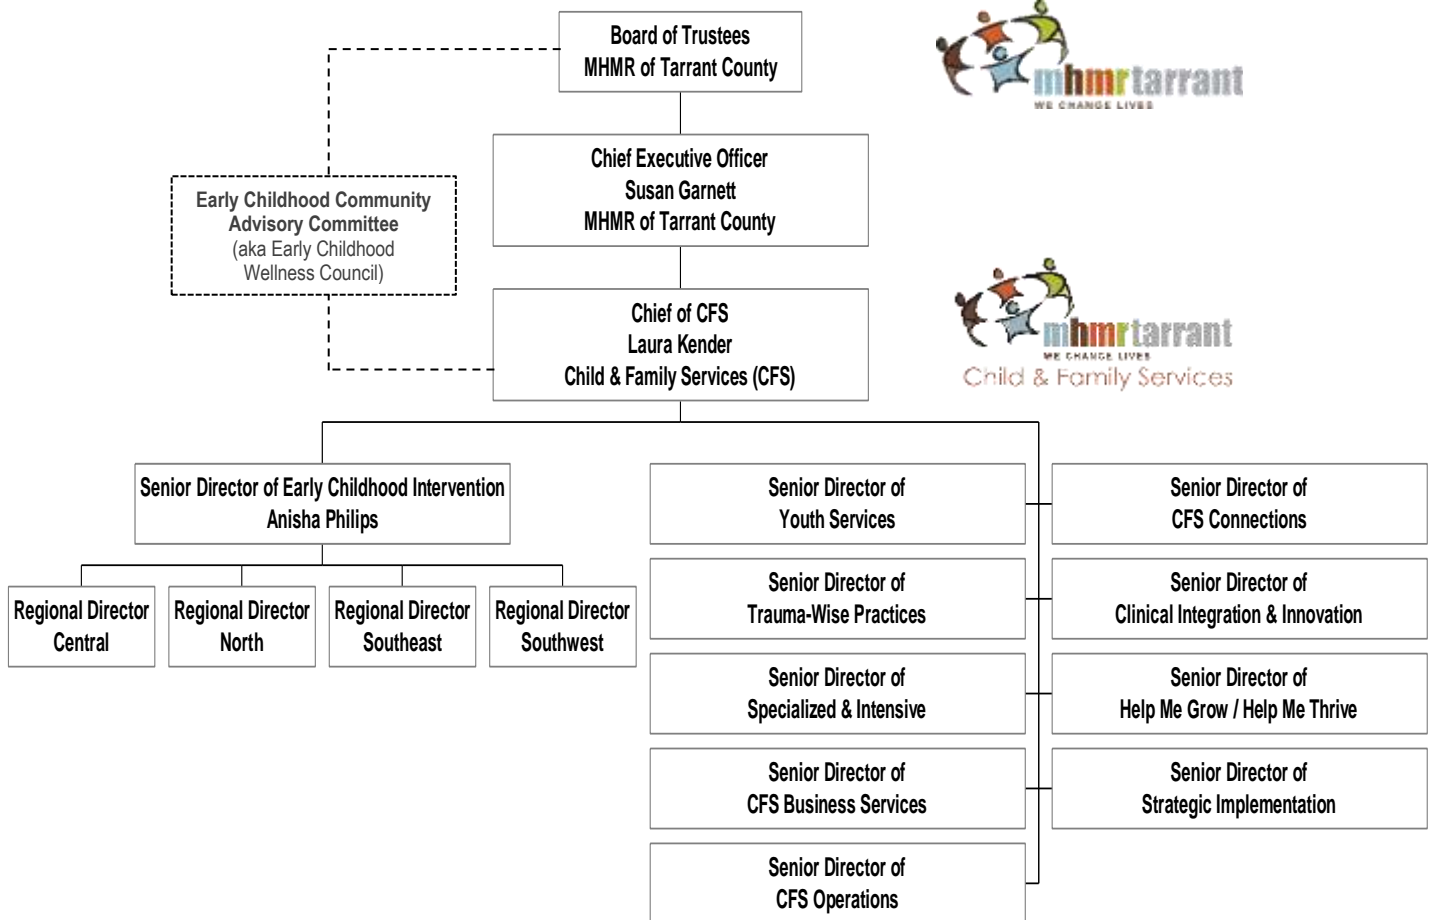 Board of Trustees
MHMR of Tarrant County
mhmrtarrant
WE CHANGE LIVES
Chief Executive Officer
Susan Garnett
MHMR of Tarrant County
Early Childhood Community
Advisory Committee
(aka Early Childhood
Wellness Council)
Chief of CFS
Laura Kender
Child & Family Services (CFS)
mhmrtarrant
WE CHANGE LIVES
Child & Family Services
Senior Director of Early Childhood Intervention
Anisha Philips
Regional Director
Central
Regional Director
North
Regional Director
Southeast
Regional Director
Southwest
Senior Director of
Youth Services
Senior Director of
CFS Connections
Senior Director of
Trauma-Wise Practices
Senior Director of
Clinical Integration & Innovation
Senior Director of
Specialized & Intensive
Senior Director of
Help Me Grow / Help Me Thrive
Senior Director of
CFS Business Services
Senior Director of
Strategic Implementation
Senior Director of
CFS Operations